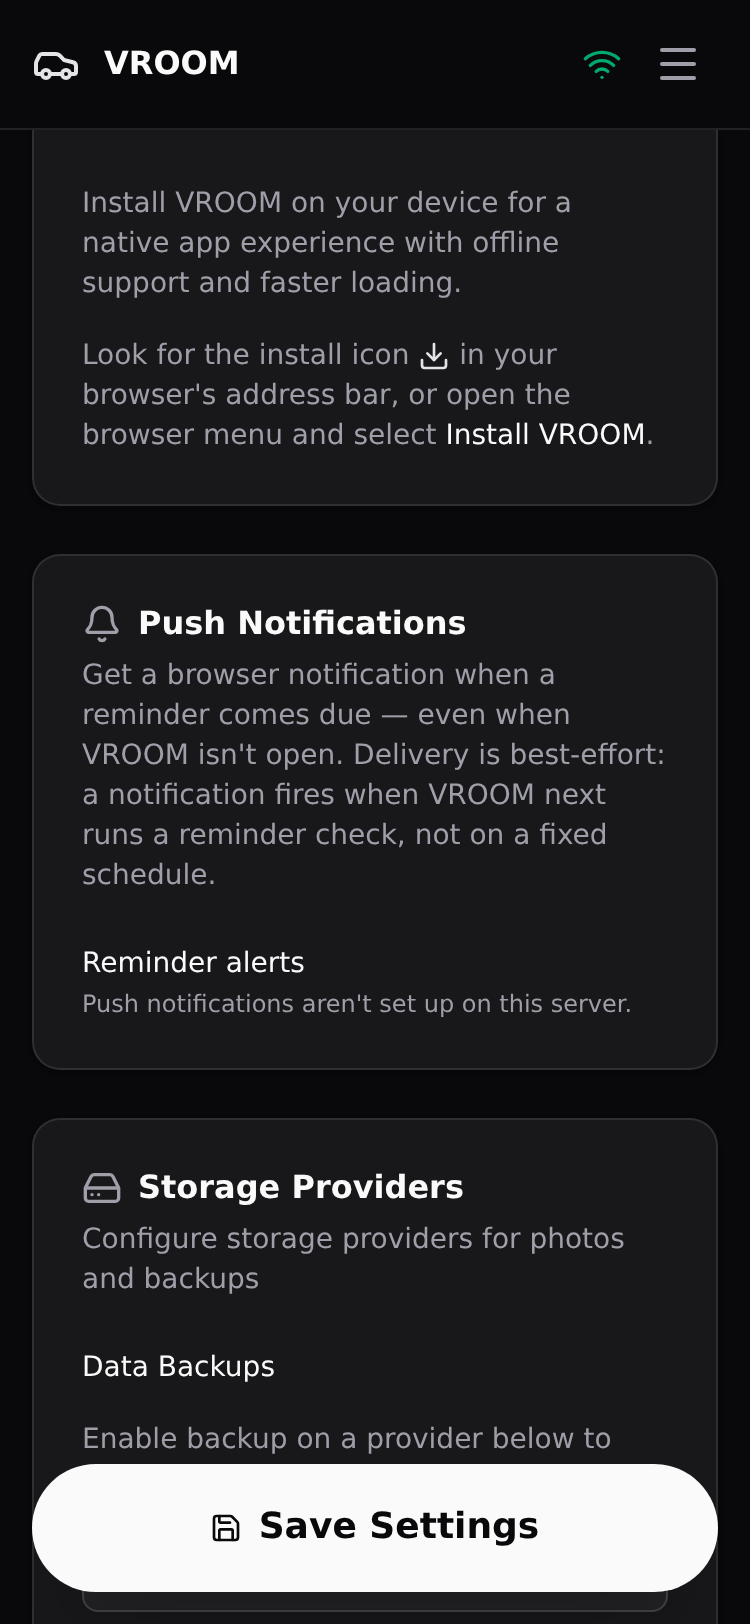 VROOM
Install VROOM on your device for a
native app experience with offline
support and faster loading.
Look for the install icon in your
browser's address bar, or open the
browser menu and select Install VROOM.
Push Notifications
Get a browser notification when a
reminder comes due — even when
VROOM isn't open. Delivery is best-effort:
a notification fires when VROOM next
runs a reminder check, not on a fixed
schedule.
Reminder alerts
Push notifications aren't set up on this server.
Storage Providers
Configure storage providers for photos
and backups
Data Backups
Enable backup on a provider below to
Save Settings